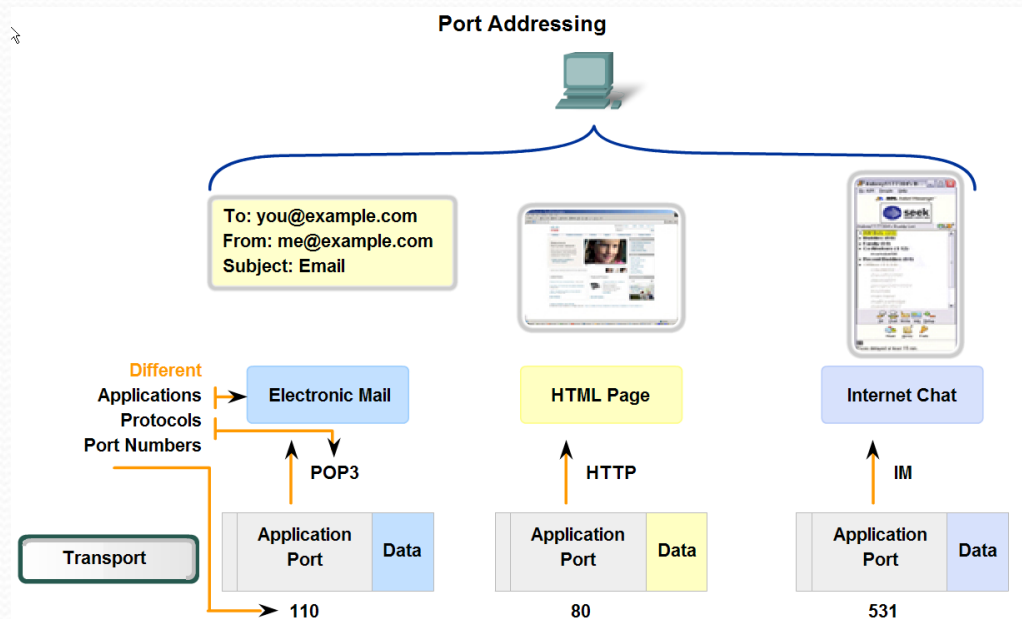 Port Addressing
To: you@example.com
From: me@example.com
Subject: Email
seek
Different
Applications
Protocols
Port Numbers
Electronic Mail
HTML Page
Internet Chat
POP3
HTTP
IM
Transport
Application
Port
Data
Application
Port
Data
Application
Port
Data
110
80
531